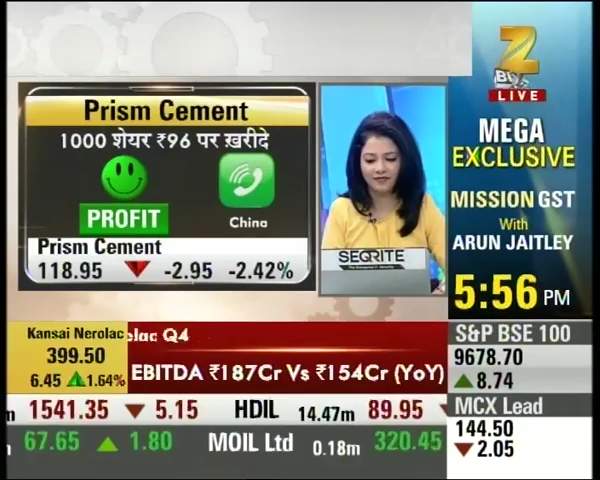 Z
BUSINESS
LIVE
MEGA
EXCLUSIVE
MISSION GST
With
ARUN JAITLEY
5:56 PM
Prism Cement
1000 शेयर ₹96 पर ख़रीदे
PROFIT
China
Prism Cement
118.95 -2.95 -2.42%
SEQRITE
Kansai Nerolac
399.50
6.45 1.64%
olac Q4
EBITDA ₹187Cr Vs ₹154Cr (YoY)
S&P BSE 100
9678.70
8.74
MCX Lead
144.50
2.05
m 1541.35 5.15 HDIL 14.47m 89.95
67.65 1.80 MOIL Ltd 0.18m 320.45